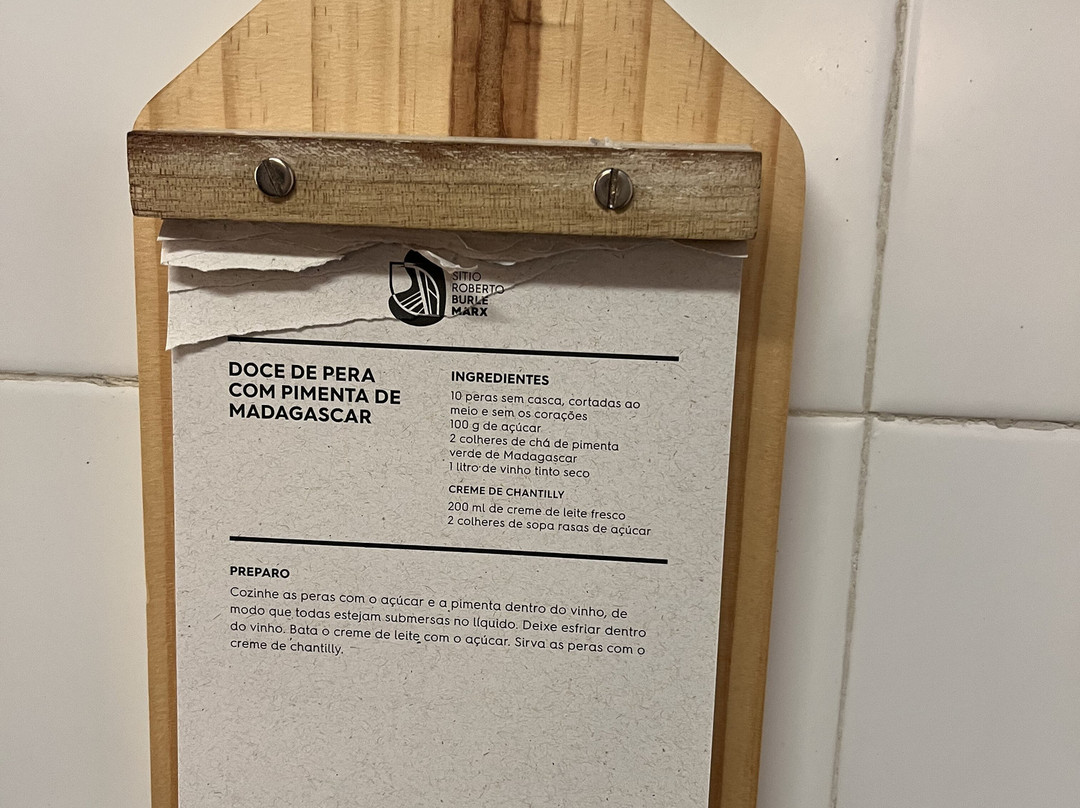 SITIO
ROBERTO
BURLE
MARX
DOCE DE PERA
COM PIMENTA DE
MADAGASCAR
INGREDIENTES
10 peras sem casca, cortadas ao
meio e sem os corações
100 g de açúcar
2 colheres de chá de pimenta
verde de Madagascar
1 litro de vinho tinto seco
CREME DE CHANTILLY
200 ml de creme de leite fresco
2 colheres de sopa rasas de açúcar
PREPARO
Cozinhe as peras com o açúcar e a pimenta dentro do vinho, de
modo que todas estejam submersas no líquido. Deixe esfriar dentro
do vinho. Bata o creme de leite com o açúcar. Sirva as peras com o
creme de chantilly.